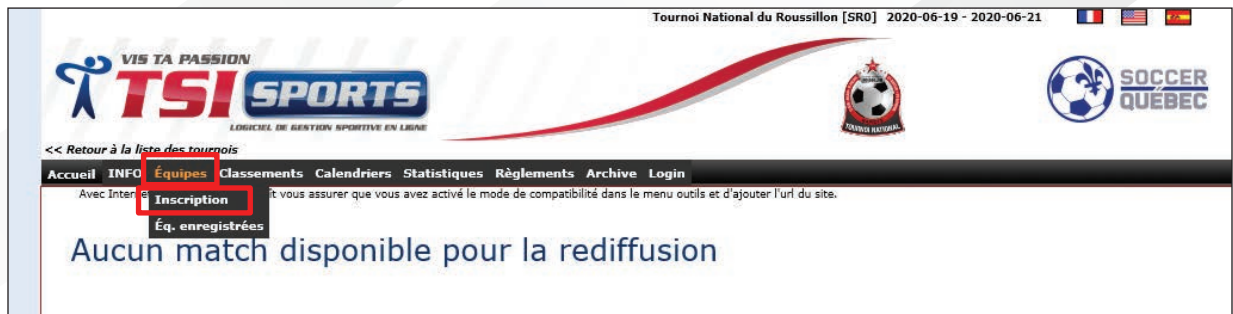 Tournoi National du Roussillon [SR0] 2020-06-19 - 2020-06-21
VIS TA PASSION
TSI SPORTS
LOGICIEL DE GESTION SPORTIVE EN LIGNE
TOURNOI NATIONAL
SOCCER
QUÉBEC
<< Retour à la liste des tournois
Accueil INFO Équipes Classements Calendriers Statistiques Règlements Archive Login
Avec Internet it vous assurer que vous avez activé le mode de compatibilité dans le menu outils et d'ajouter l'url du site.
Inscription
Éq. enregistrées
Aucun match disponible pour la rediffusion